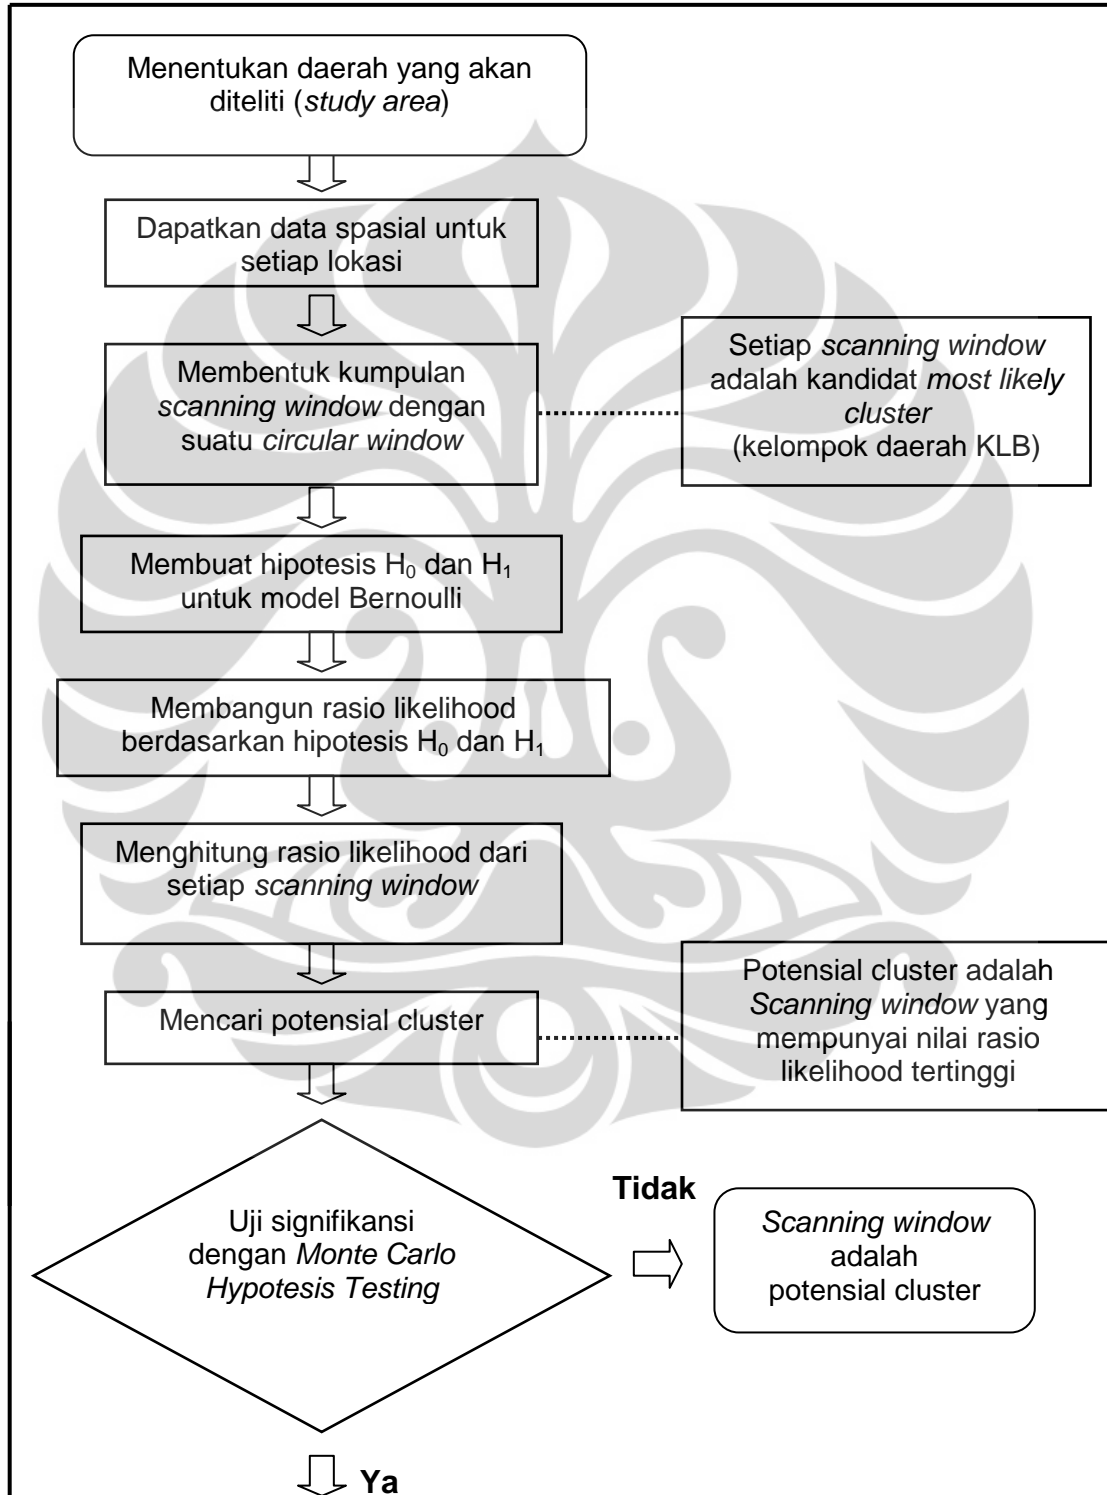 Menentukan daerah yang akan
diteliti (study area)
Dapatkan data spasial untuk
setiap lokasi
Membentuk kumpulan
scanning window dengan
suatu circular window
Setiap scanning window
adalah kandidat most likely
cluster
(kelompok daerah KLB)
Membuat hipotesis H₀ dan H₁
untuk model Bernoulli
Membangun rasio likelihood
berdasarkan hipotesis H₀ dan H₁
Menghitung rasio likelihood dari
setiap scanning window
Mencari potensial cluster
Potensial cluster adalah
Scanning window yang
mempunyai nilai rasio
likelihood tertinggi
Uji signifikansi
dengan Monte Carlo
Hypotesis Testing
Tidak
Scanning window
adalah
potensial cluster
Ya